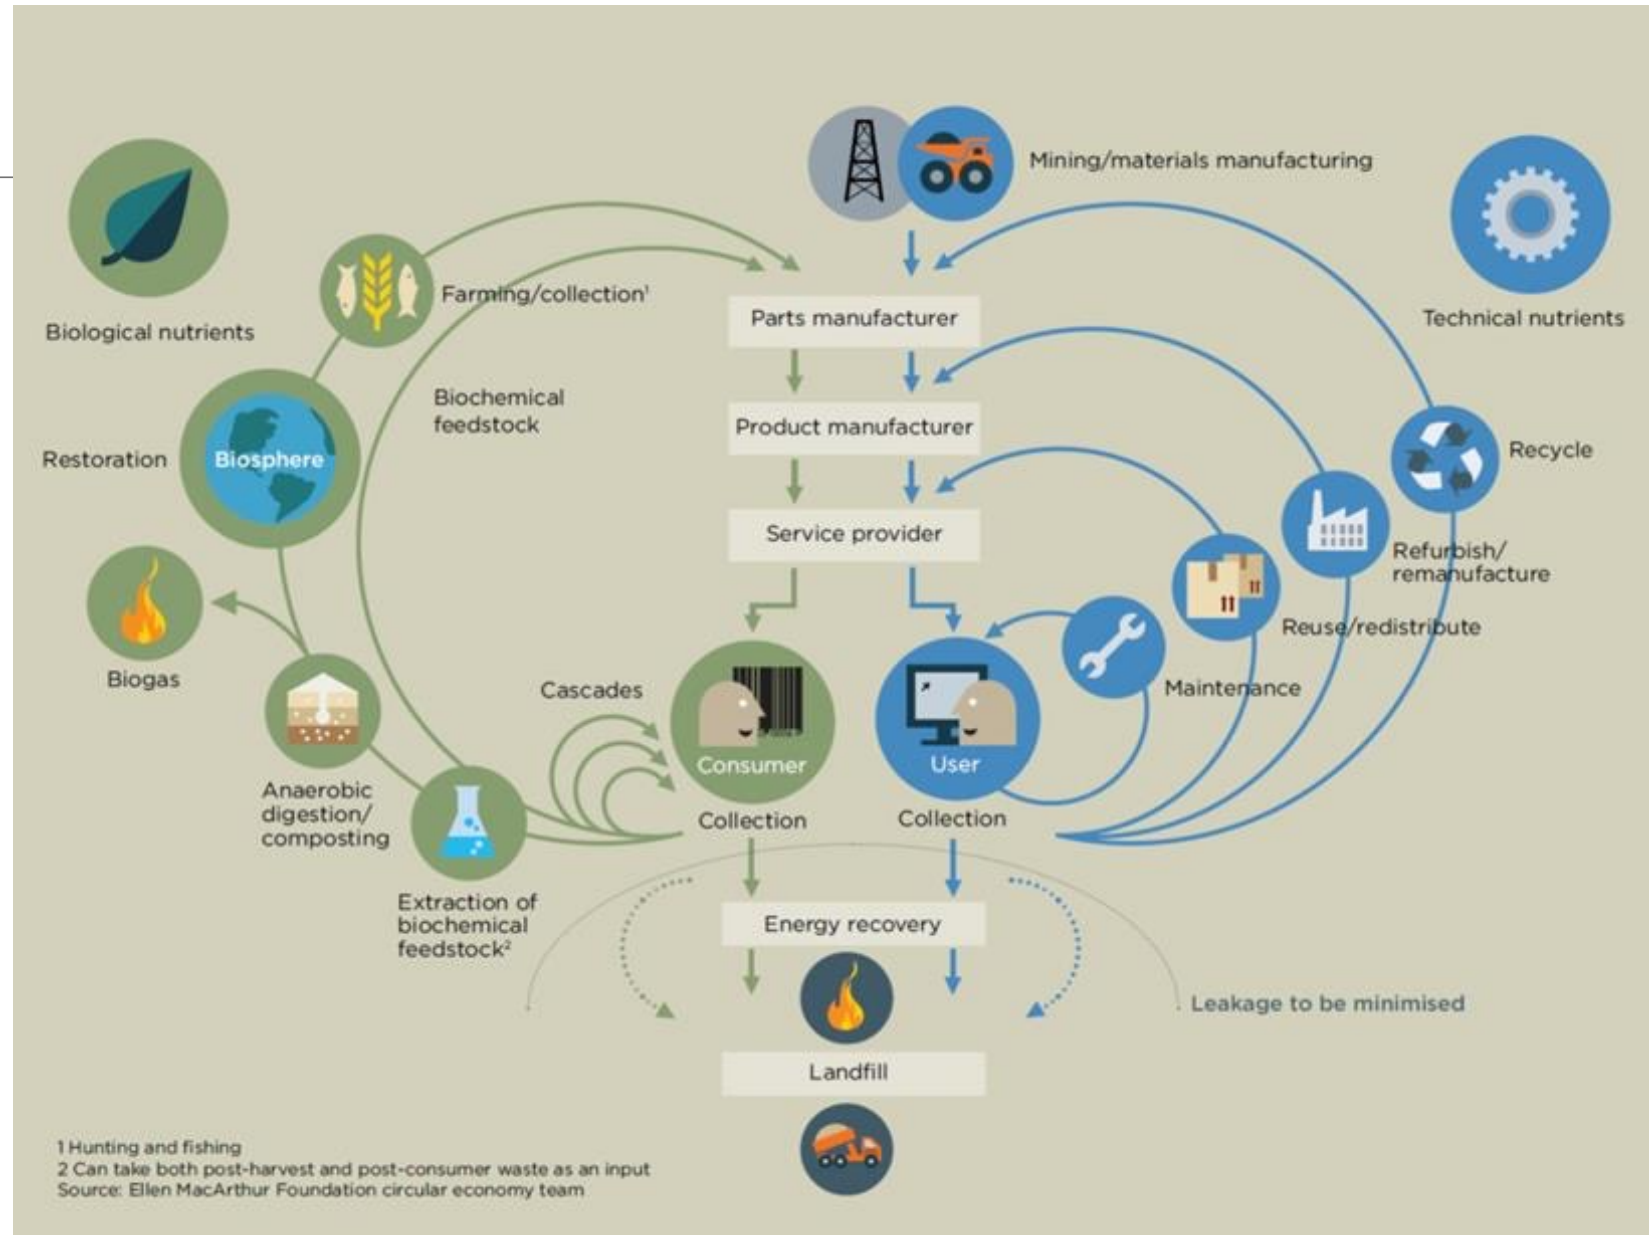 Mining/materials manufacturing
Biological nutrients
Farming/collection¹
Parts manufacturer
Technical nutrients
Biochemical
feedstock
Product manufacturer
Restoration
Biosphere
Recycle
Service provider
Refurbish/
remanufacture
Reuse/redistribute
Biogas
Cascades
Maintenance
Consumer
User
Anaerobic
digestion/
composting
Collection
Collection
Extraction of
biochemical
feedstock²
Energy recovery
Leakage to be minimised
Landfill
1 Hunting and fishing
2 Can take both post-harvest and post-consumer waste as an input
Source: Ellen MacArthur Foundation circular economy team